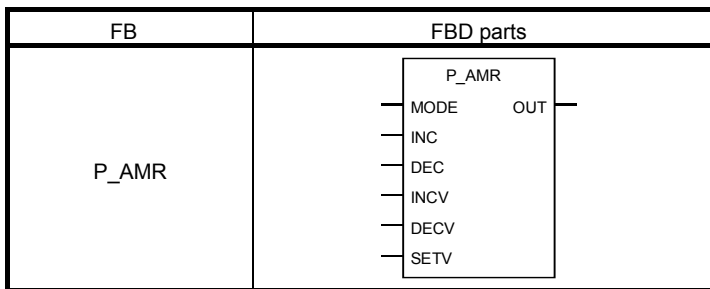 FB FBD parts
P_AMR
P_AMR
MODE OUT
INC
DEC
INCV
DECV
SETV